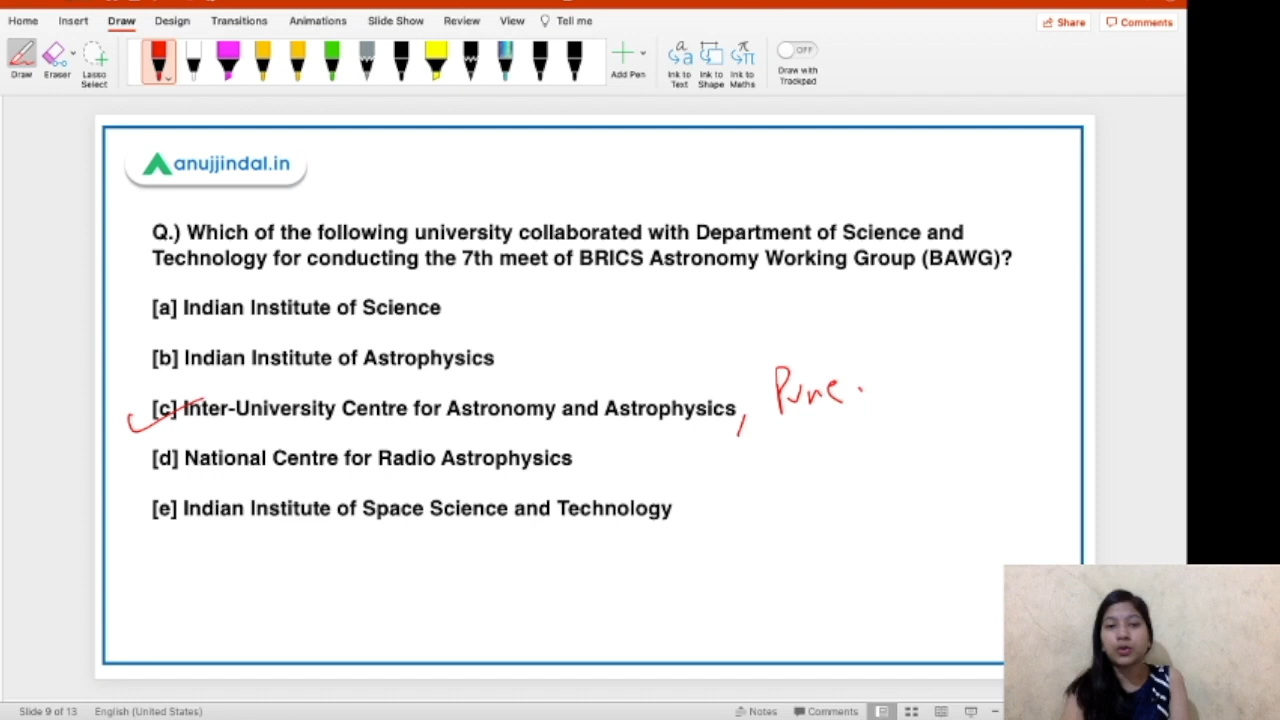 Home Insert Draw Design Transitions Animations Slide Show Review View Tell me Share Comments
Draw Eraser Lasso Select Add Pen Ink to Text Ink to Shape Ink to Maths OFF Draw with Trackpad
anujjindal.in
Q.) Which of the following university collaborated with Department of Science and
Technology for conducting the 7th meet of BRICS Astronomy Working Group (BAWG)?
[a] Indian Institute of Science
[b] Indian Institute of Astrophysics
[c] Inter-University Centre for Astronomy and Astrophysics, Pune.
[d] National Centre for Radio Astrophysics
[e] Indian Institute of Space Science and Technology
Slide 9 of 13 English (United States) Notes Comments